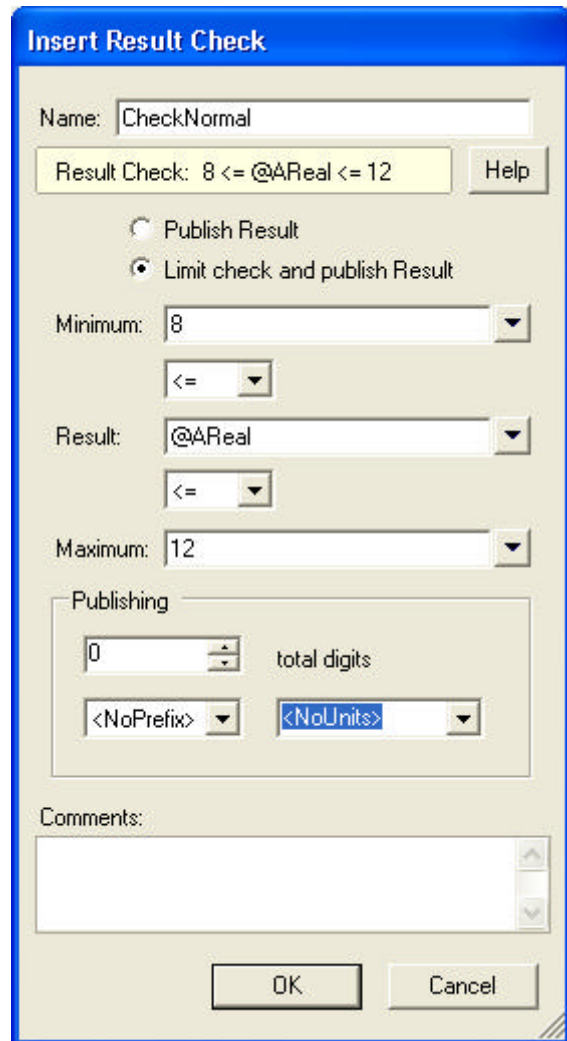 Insert Result Check
Name: CheckNormal
Result Check: 8 <= @AReal <= 12 Help
Publish Result
Limit check and publish Result
Minimum: 8
<=
Result: @AReal
<=
Maximum: 12
Publishing
0 total digits
<NoPrefix> <NoUnits>
Comments:
OK Cancel